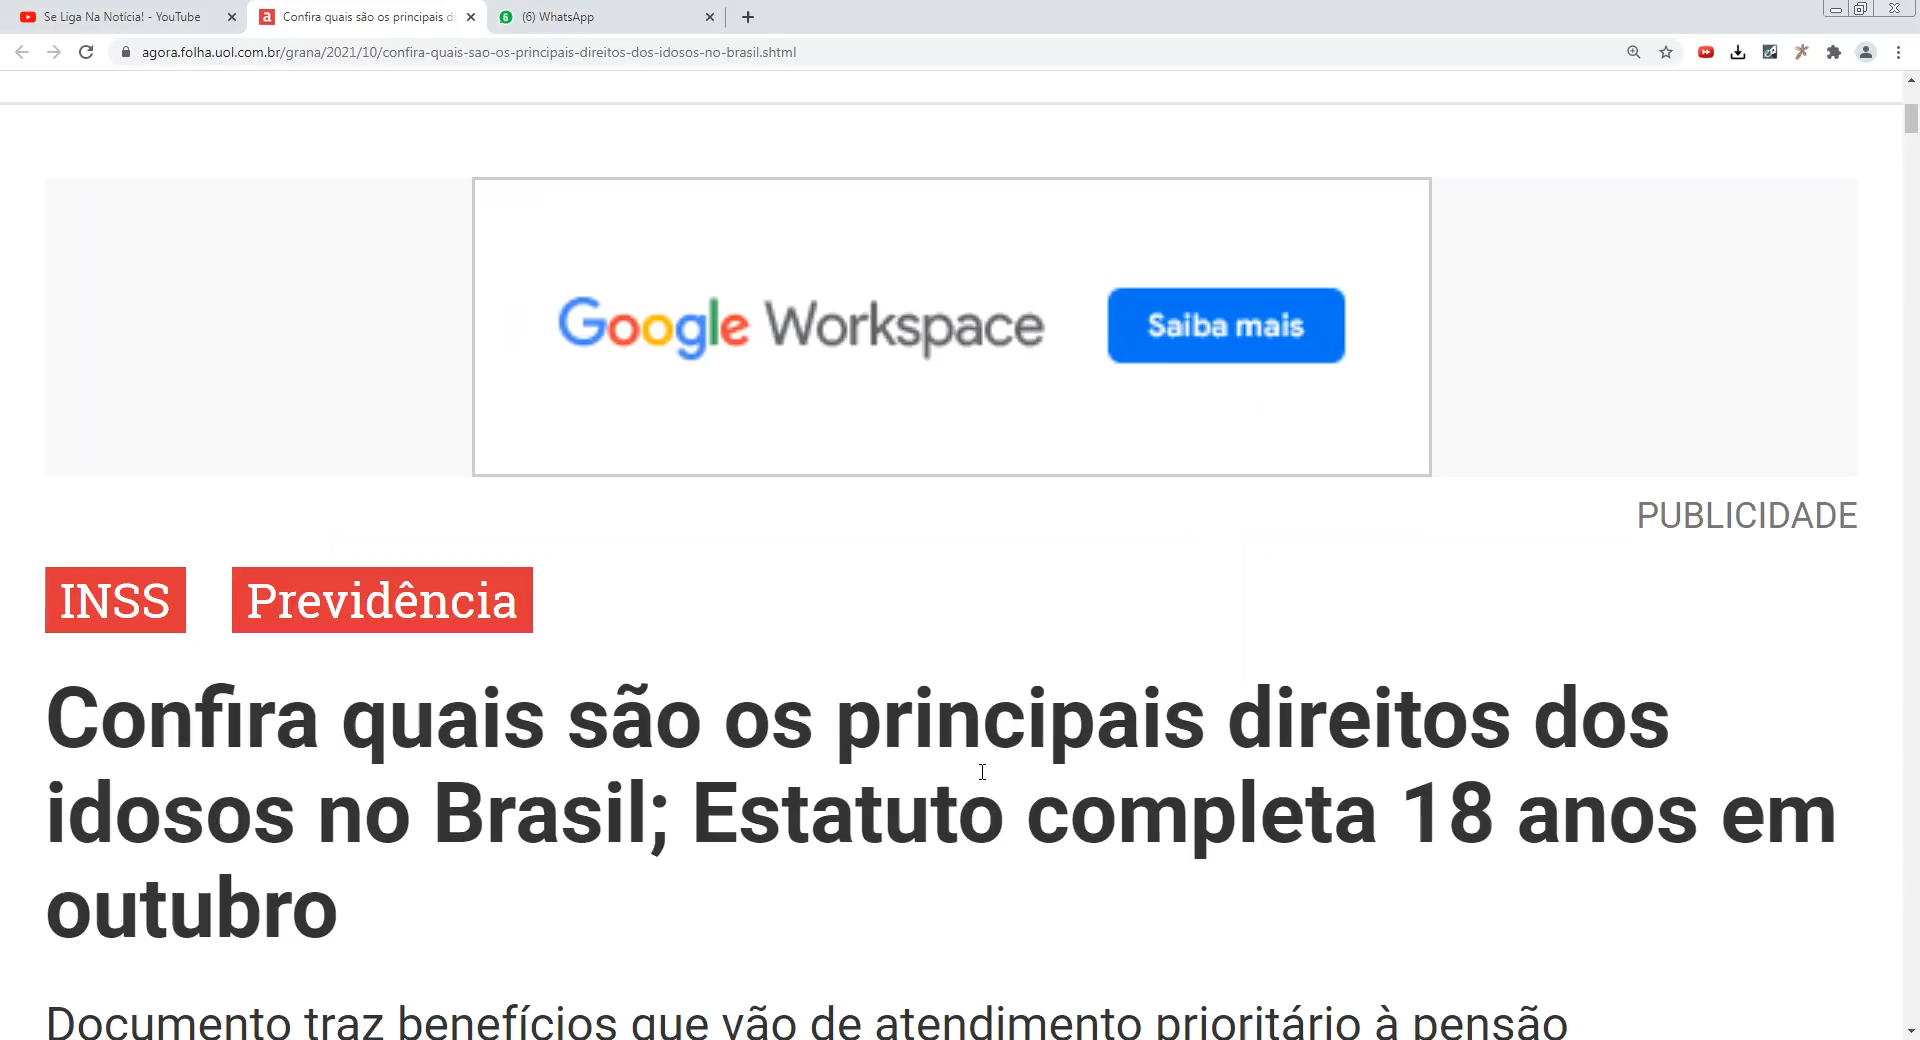 Se Liga Na Notícia! - YouTube
Confira quais são os principais d
(6) WhatsApp
agora.folha.uol.com.br/grana/2021/10/confira-quais-sao-os-principais-direitos-dos-idosos-no-brasil.shtml
Google Workspace
Saiba mais
PUBLICIDADE
INSS Previdência
Confira quais são os principais direitos dos
idosos no Brasil; Estatuto completa 18 anos em
outubro
Documento traz benefícios que vão de atendimento prioritário à pensão